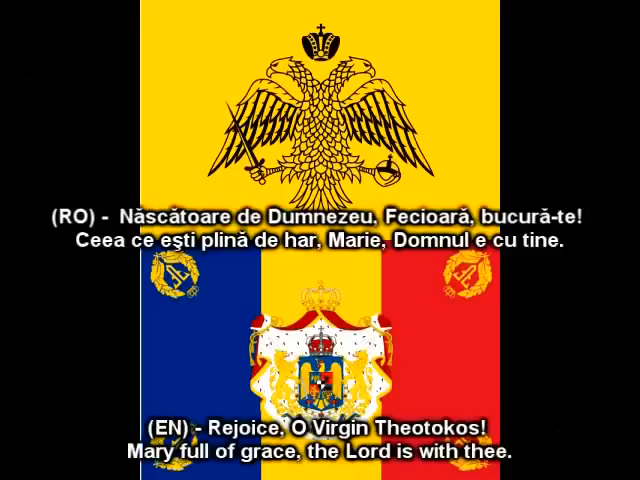 (RO) - Născătoare de Dumnezeu, Fecioară, bucură-te!
Ceea ce eşti plină de har, Marie, Domnul e cu tine.
(EN) - Rejoice, O Virgin Theotokos!
Mary full of grace, the Lord is with thee.